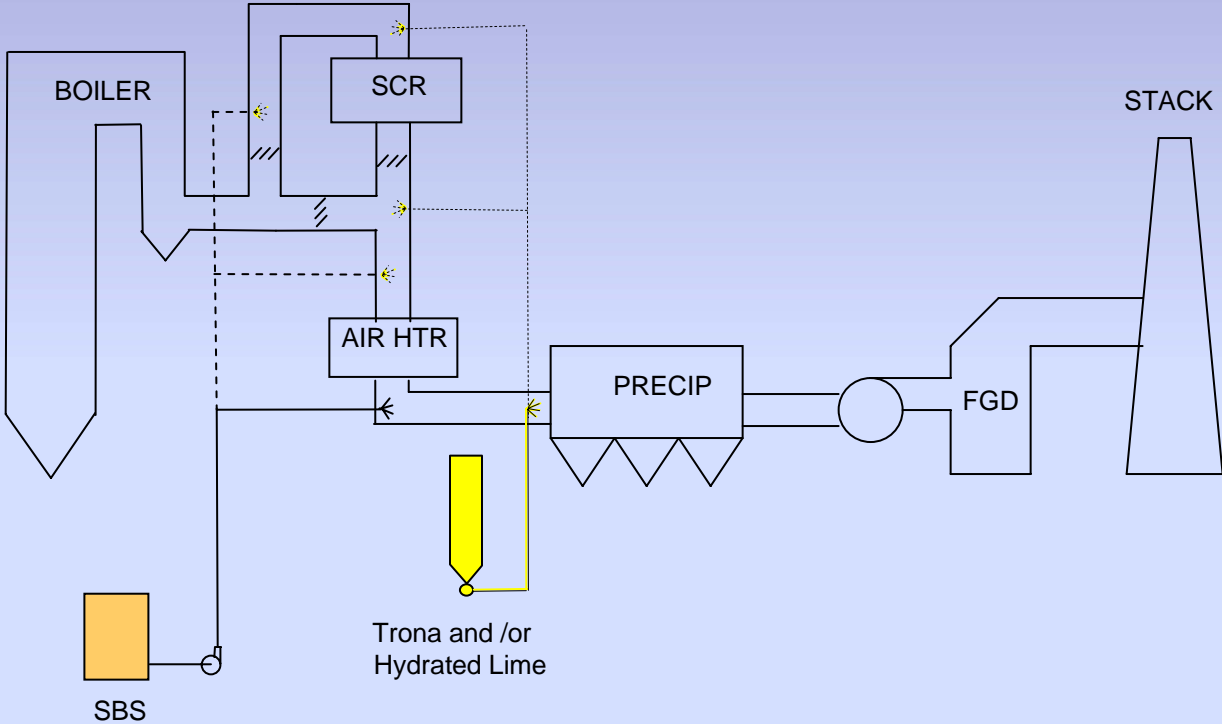 BOILER
SCR
STACK
AIR HTR
PRECIP
FGD
Trona and /or
Hydrated Lime
SBS